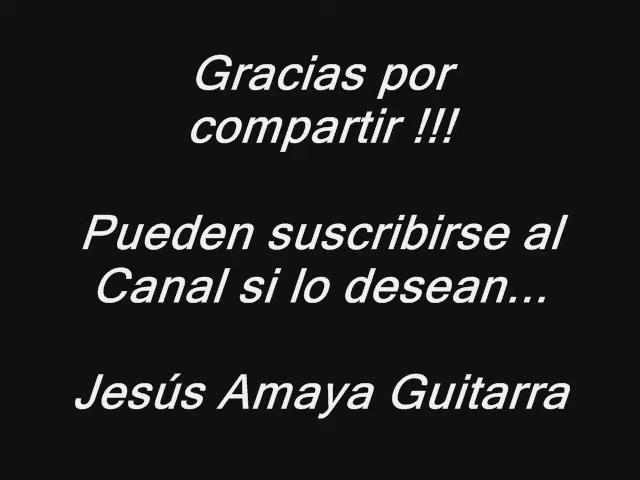 Gracias por
compartir !!!
Pueden suscribirse al
Canal si lo desean...
Jesús Amaya Guitarra